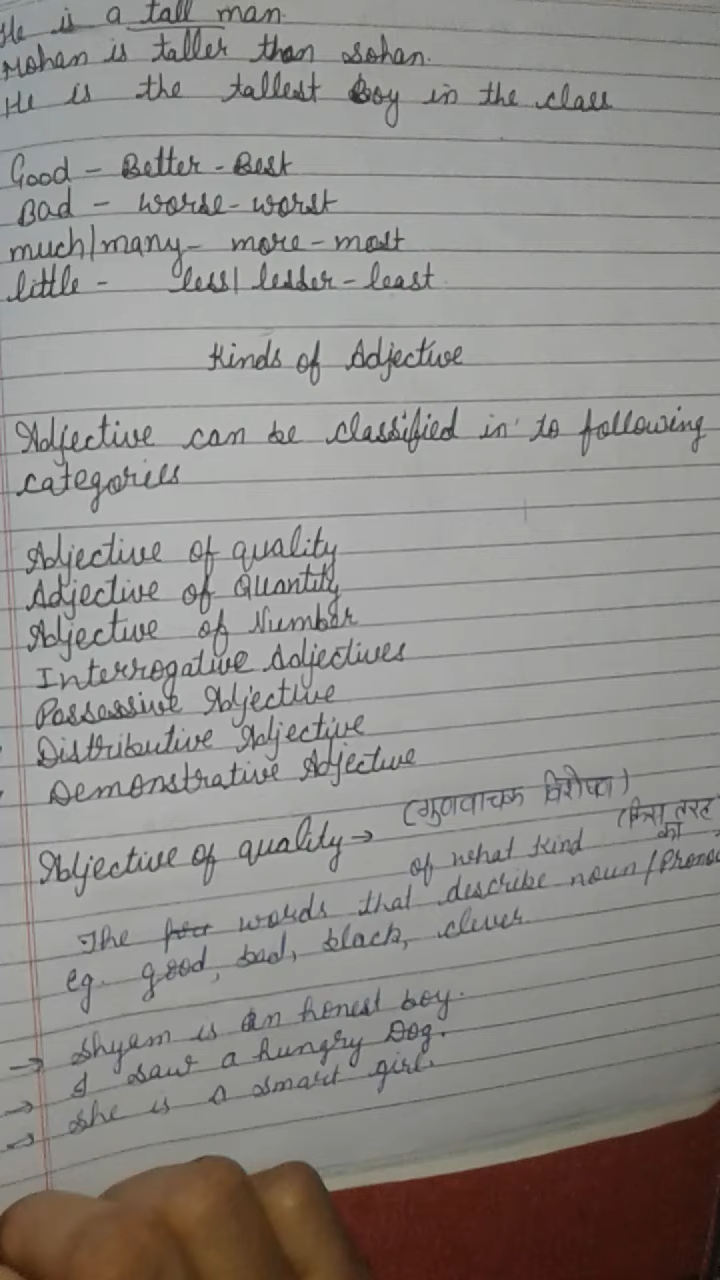 He is a tall man.
Mohan is taller than Sohan.
He is the tallest boy in the class
Good - Better - Best
Bad - worse - worst
much/many - more - most
little - less/ lesser - least
Kinds of Adjective
Adjective can be classified in to following
categories
Adjective of quality
Adjective of Quantity
Adjective of Number
Interrogative Adjectives
Possessive Adjective
Distributive Adjective
Demonstrative Adjective
Adjective of quality → (गुणवाचक विशेषण)
of what kind (किस तरह
का
The words that describe noun/Prono
eg. good, bad, black, clever
→ Shyam is an honest boy.
→ I saw a hungry Dog.
→ She is a smart girl.